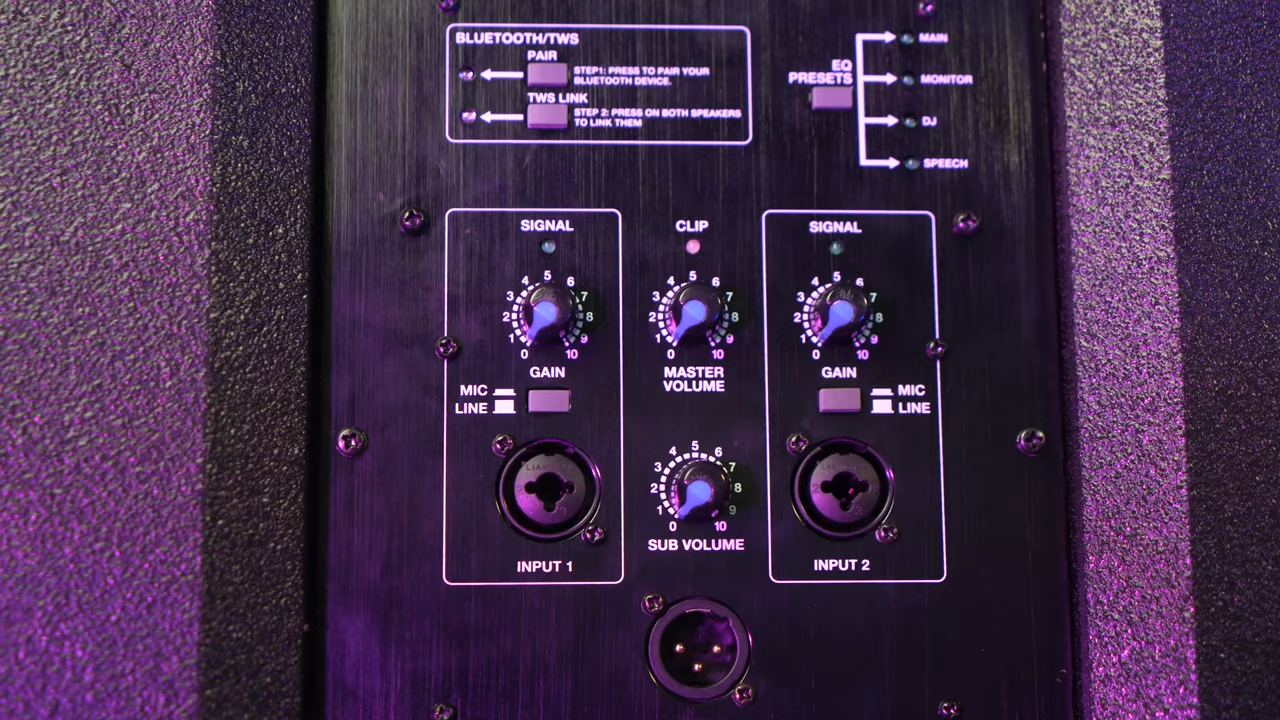 BLUETOOTH/TWS
PAIR
STEP1: PRESS TO PAIR YOUR
BLUETOOTH DEVICE.
TWS LINK
STEP 2: PRESS ON BOTH SPEAKERS
TO LINK THEM
EQ
PRESETS
MAIN
MONITOR
DJ
SPEECH
SIGNAL
0 1 2 3 4 5 6 7 8 9 10
GAIN
MIC
LINE
INPUT 1
CLIP
0 1 2 3 4 5 6 7 8 9 10
MASTER
VOLUME
0 1 2 3 4 5 6 7 8 9 10
SUB VOLUME
SIGNAL
0 1 2 3 4 5 6 7 8 9 10
GAIN
MIC
LINE
INPUT 2